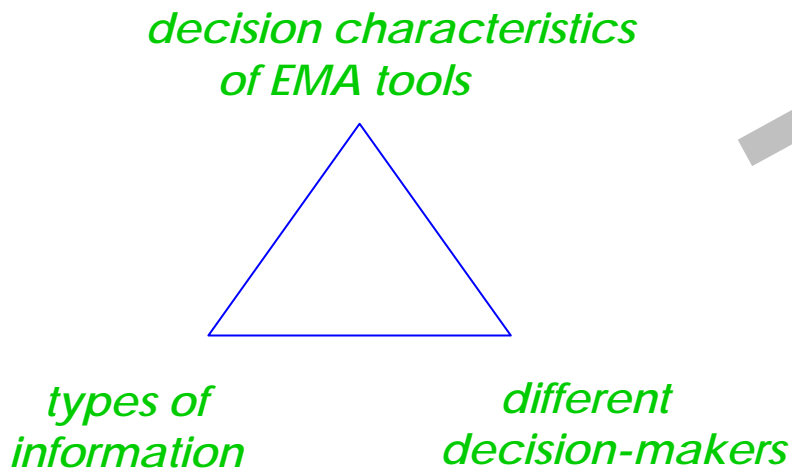 decision characteristics
of EMA tools
types of
information
different
decision-makers